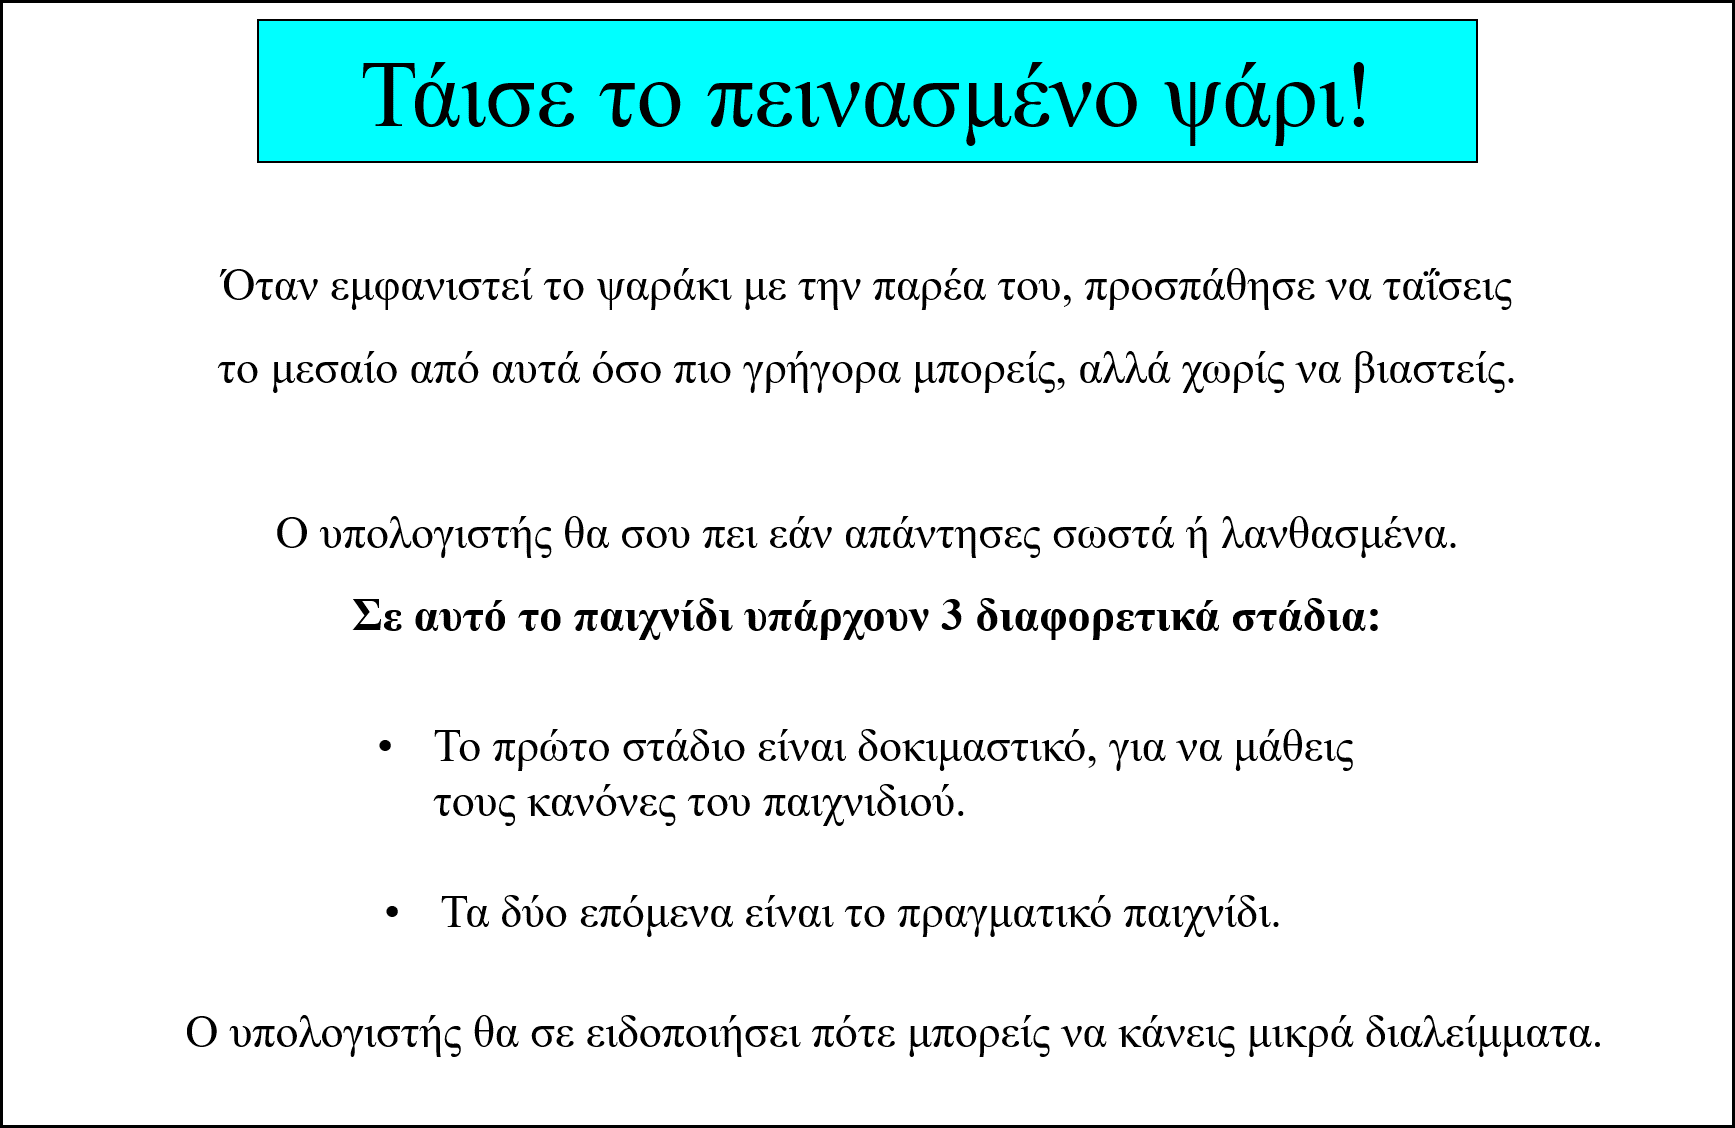 Τάισε το πεινασμένο ψάρι!
Όταν εμφανιστεί το ψαράκι με την παρέα του, προσπάθησε να ταΐσεις
το μεσαίο από αυτά όσο πιο γρήγορα μπορείς, αλλά χωρίς να βιαστείς.
Ο υπολογιστής θα σου πει εάν απάντησες σωστά ή λανθασμένα.
Σε αυτό το παιχνίδι υπάρχουν 3 διαφορετικά στάδια:
• Το πρώτο στάδιο είναι δοκιμαστικό, για να μάθεις
τους κανόνες του παιχνιδιού.
• Τα δύο επόμενα είναι το πραγματικό παιχνίδι.
Ο υπολογιστής θα σε ειδοποιήσει πότε μπορείς να κάνεις μικρά διαλείμματα.